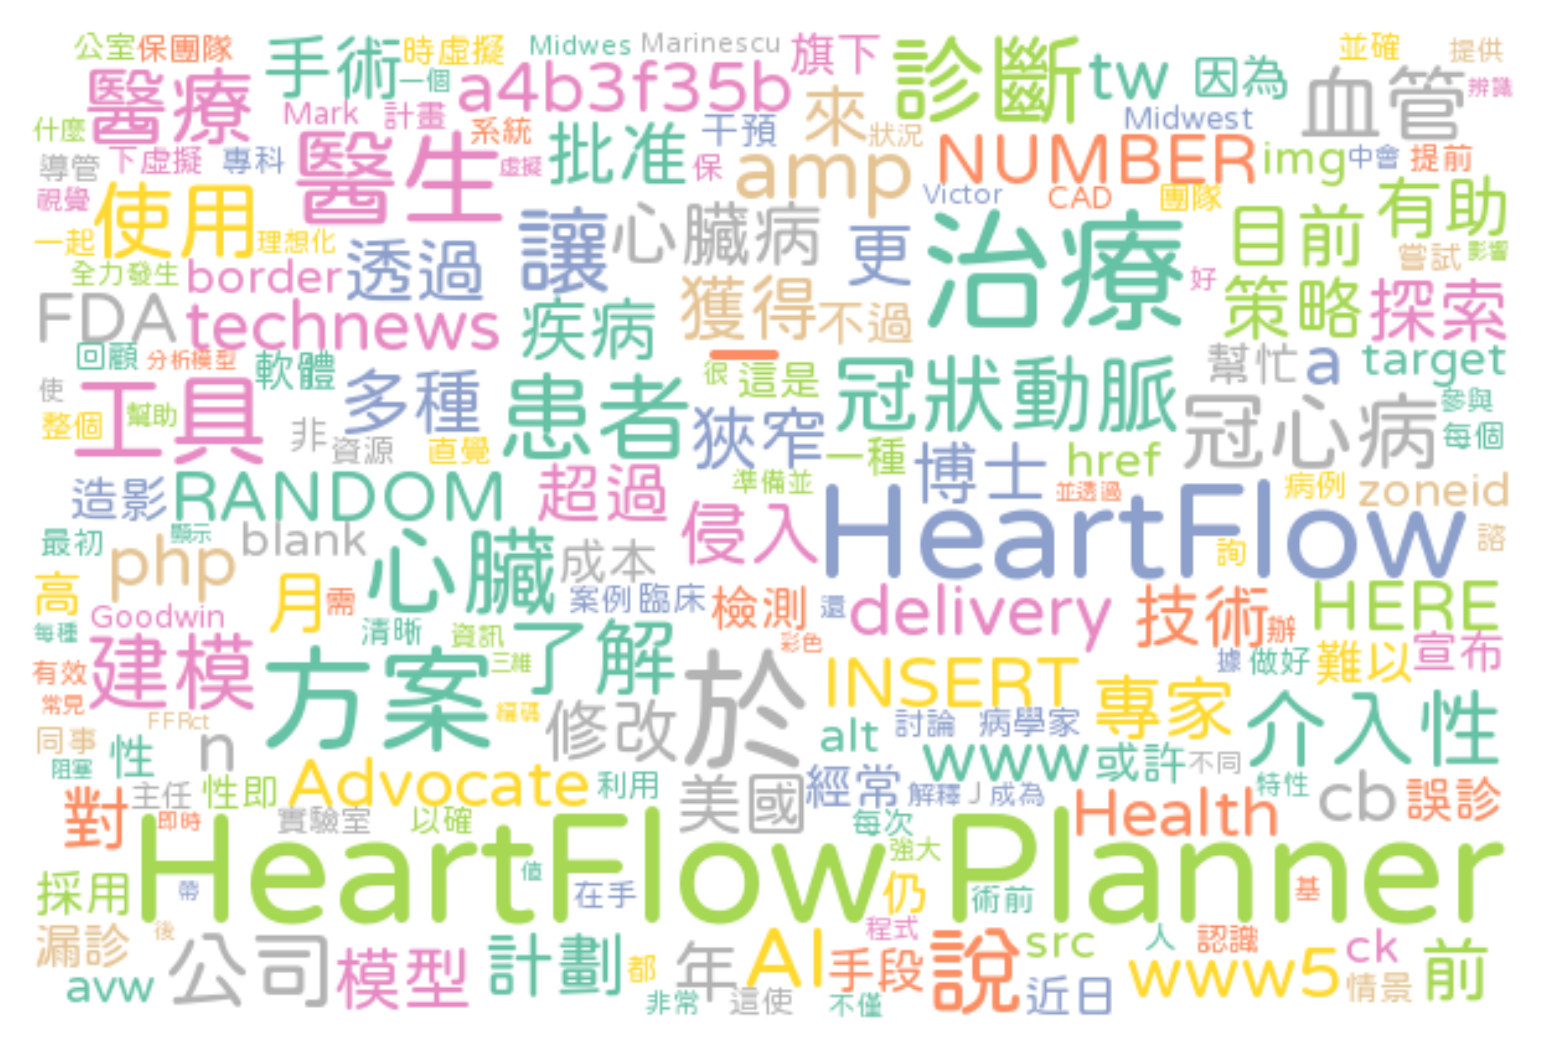 公室 保團隊 手術 時虛擬 Midwes Marinescu 旗下 診斷 tw 因為 並確 提供
醫療 一個 a4b3f35b 來 血管 辨識
什麼 Mark 計畫 系統 批准 干預 狀況 Midwest
導管 下虛擬 專科 醫生 虛擬 保 amp NUMBER img 中會 提前
視覺 使用 Victor CAD 團隊 有助
一起 理想化 透過 讓 心臟病 更 治療 目前 嘗試 影響
全力發生 border 獲得 好 策略 探索
FDA technews 疾病 不過
回顧 分析模型 軟體 很 這是 冠狀動脈 幫忙 a target
使 工具 幫助 多種 患者 狹窄 冠心病 參與
整個 非 資源 直覺 一種 博士 href 每個
造影 RANDOM 超過 準備並 並透過 病例 zoneid
最初 顯示 php blank 心臟 成本 侵入 HeartFlow 詢 諮
高 月 需 案例 臨床 檢測 還 delivery 技術 辦 HERE
每種 Goodwin 清晰 資訊 了解 彩色
有效 建模 方案 三維 於 INSERT 據 做好 難以 宣布
常見 FFRct 編碼 修改 討論 病學家 專家 介入性
同事 性 n alt www 或許 不同
阻塞 主任 性即 Advocate 利用 美國 經常 解釋 J 成為 特性 cb 誤診
對 即時 實驗室 以確 每次 Health
採用 帶 HeartFlow Planner 值 在手 強大 仍 術前 基
漏診 後 公司 模型 計劃 都 年 AI 程式 手段 說 src 人 認識 ck 前
avw 非常 這使 不僅 近日 www5 情景